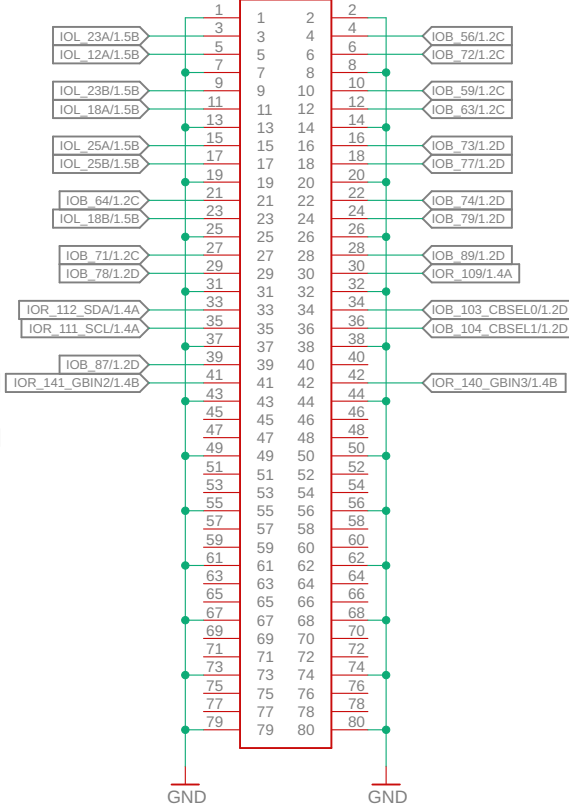 1 1 2 2
IOL_23A/1.5B 3 3 4 4 IOB_56/1.2C
IOL_12A/1.5B 5 5 6 6 IOB_72/1.2C
7 7 8 8
IOL_23B/1.5B 9 9 10 10 IOB_59/1.2C
IOL_18A/1.5B 11 11 12 12 IOB_63/1.2C
13 13 14 14
IOL_25A/1.5B 15 15 16 16 IOB_73/1.2D
IOL_25B/1.5B 17 17 18 18 IOB_77/1.2D
19 19 20 20
IOB_64/1.2C 21 21 22 22 IOB_74/1.2D
IOL_18B/1.5B 23 23 24 24 IOB_79/1.2D
25 25 26 26
IOB_71/1.2C 27 27 28 28 IOB_89/1.2D
IOB_78/1.2D 29 29 30 30 IOR_109/1.4A
31 31 32 32
IOR_112_SDA/1.4A 33 33 34 34 IOB_103_CBSEL0/1.2D
IOR_111_SCL/1.4A 35 35 36 36 IOB_104_CBSEL1/1.2D
37 37 38 38
IOB_87/1.2D 39 39 40 40
IOR_141_GBIN2/1.4B 41 41 42 42 IOR_140_GBIN3/1.4B
43 43 44 44
45 45 46 46
47 47 48 48
49 49 50 50
51 51 52 52
53 53 54 54
55 55 56 56
57 57 58 58
59 59 60 60
61 61 62 62
63 63 64 64
65 65 66 66
67 67 68 68
69 69 70 70
71 71 72 72
73 73 74 74
75 75 76 76
77 77 78 78
79 79 80 80
GND GND